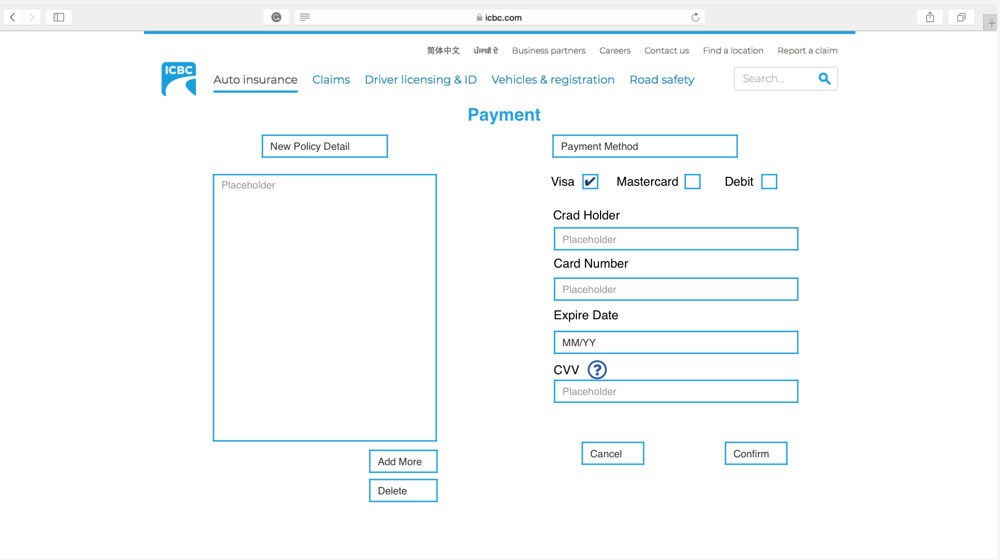 icbc.com
简体中文 ਪੰਜਾਬੀ ਦੇ Business partners Careers Contact us Find a location Report a claim
ICBC Auto insurance Claims Driver licensing & ID Vehicles & registration Road safety Search...
Payment
New Policy Detail
Placeholder
Add More
Delete
Payment Method
Visa ✔ Mastercard Debit
Crad Holder
Placeholder
Card Number
Placeholder
Expire Date
MM/YY
CVV ?
Placeholder
Cancel Confirm